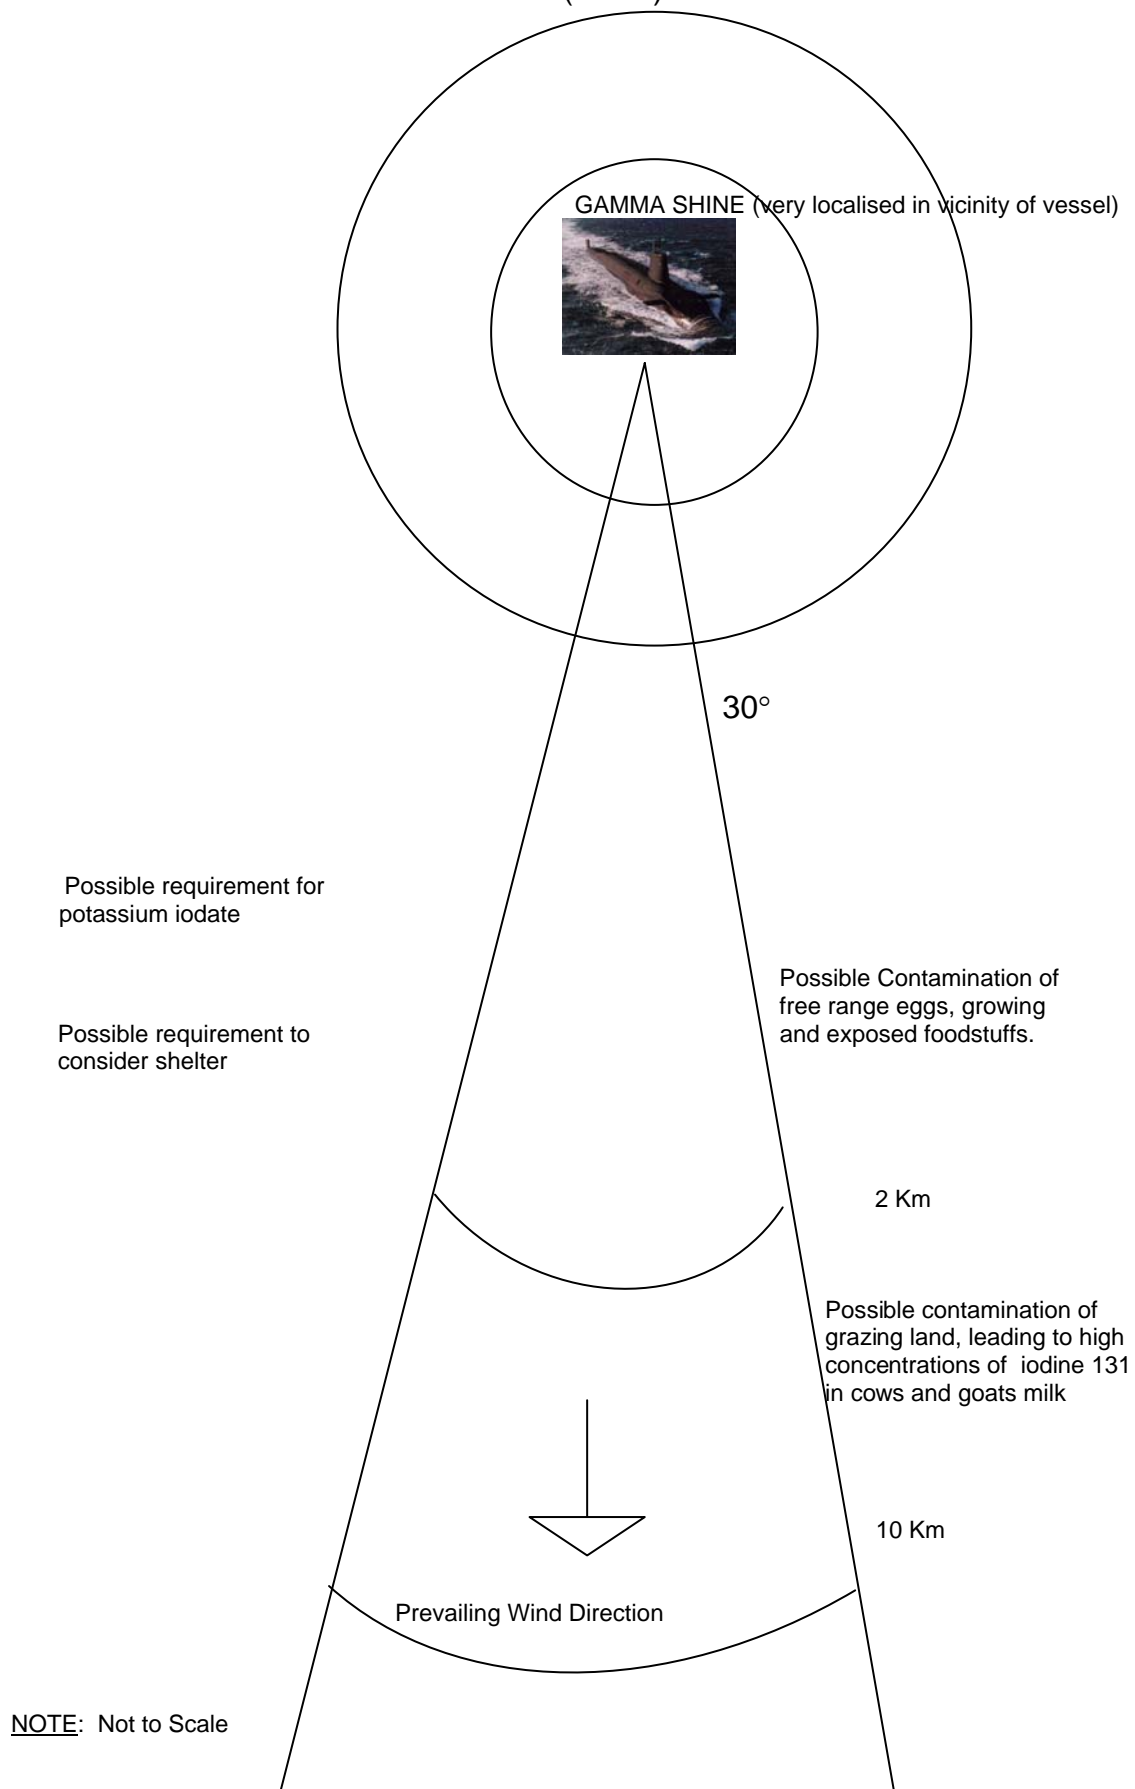 GAMMA SHINE (very localised in vicinity of vessel)
30°
Possible requirement for
potassium iodate
Possible Contamination of
free range eggs, growing
and exposed foodstuffs.
Possible requirement to
consider shelter
2 Km
Possible contamination of
grazing land, leading to high
concentrations of iodine 131
in cows and goats milk
10 Km
Prevailing Wind Direction
NOTE: Not to Scale